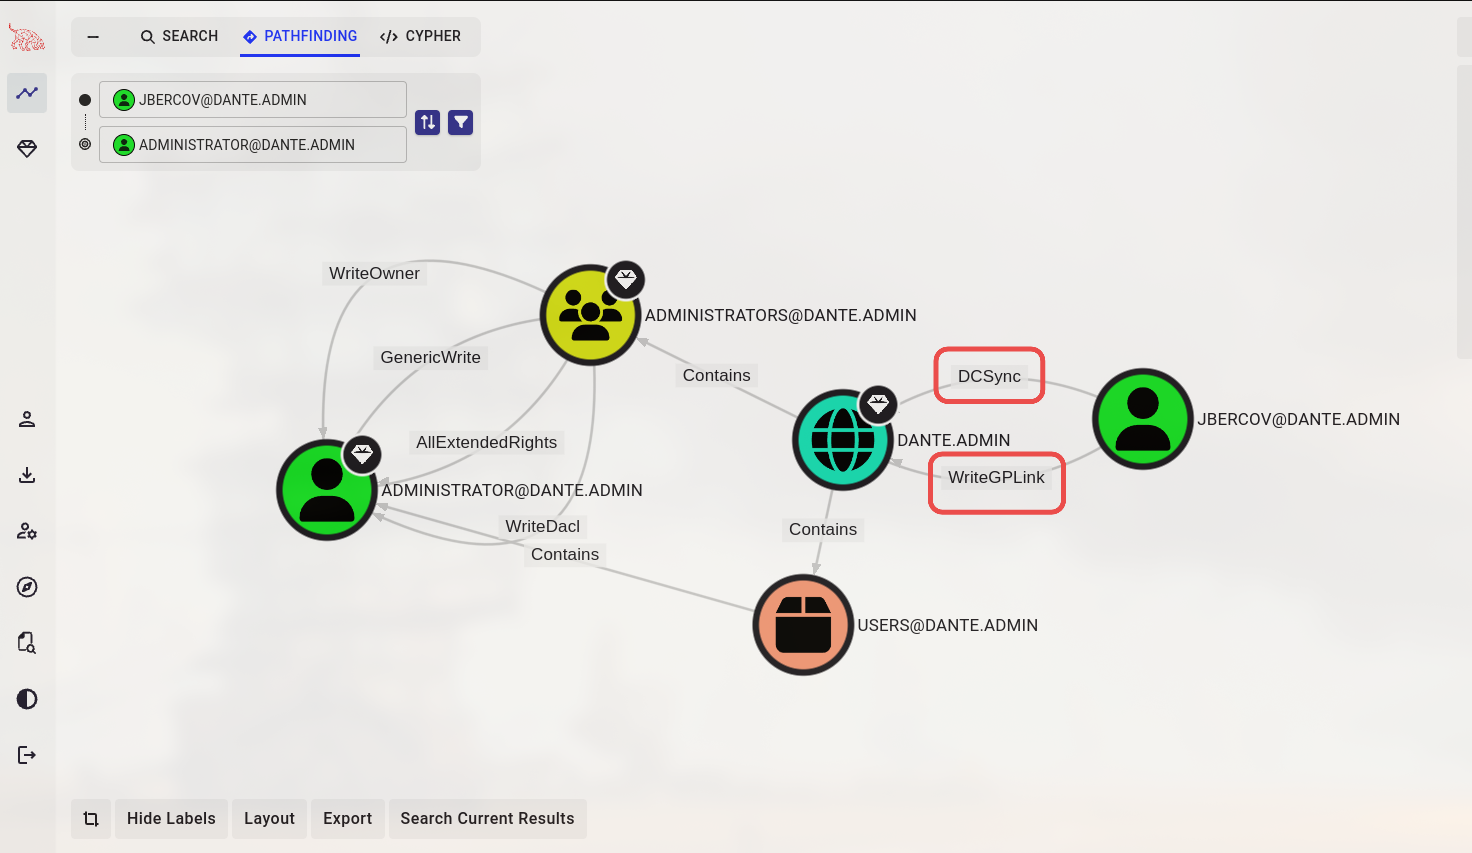 SEARCH
PATHFINDING
CYPHER
JBERCOV@DANTE.ADMIN
ADMINISTRATOR@DANTE.ADMIN
WriteOwner
ADMINISTRATORS@DANTE.ADMIN
GenericWrite
Contains
DCSync
JBERCOV@DANTE.ADMIN
AllExtendedRights
DANTE.ADMIN
WriteGPLink
ADMINISTRATOR@DANTE.ADMIN
WriteDacl
Contains
Contains
USERS@DANTE.ADMIN
Hide Labels
Layout
Export
Search Current Results